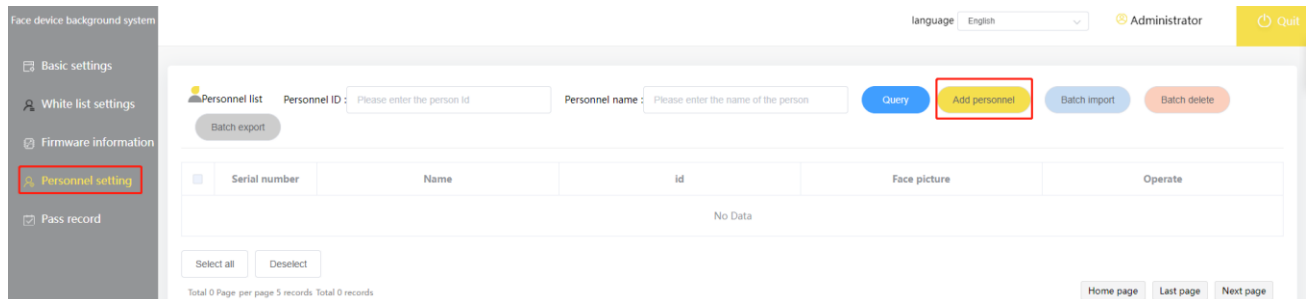 Face device background system
language English
Administrator
Quit
Basic settings
White list settings
Firmware information
Personnel setting
Pass record
Personnel list Personnel ID : Please enter the person Id Personnel name : Please enter the name of the person Query Add personnel Batch import Batch delete
Batch export
Serial number Name id Face picture Operate
No Data
Select all Deselect
Total 0 Page per page 5 records Total 0 records
Home page Last page Next page